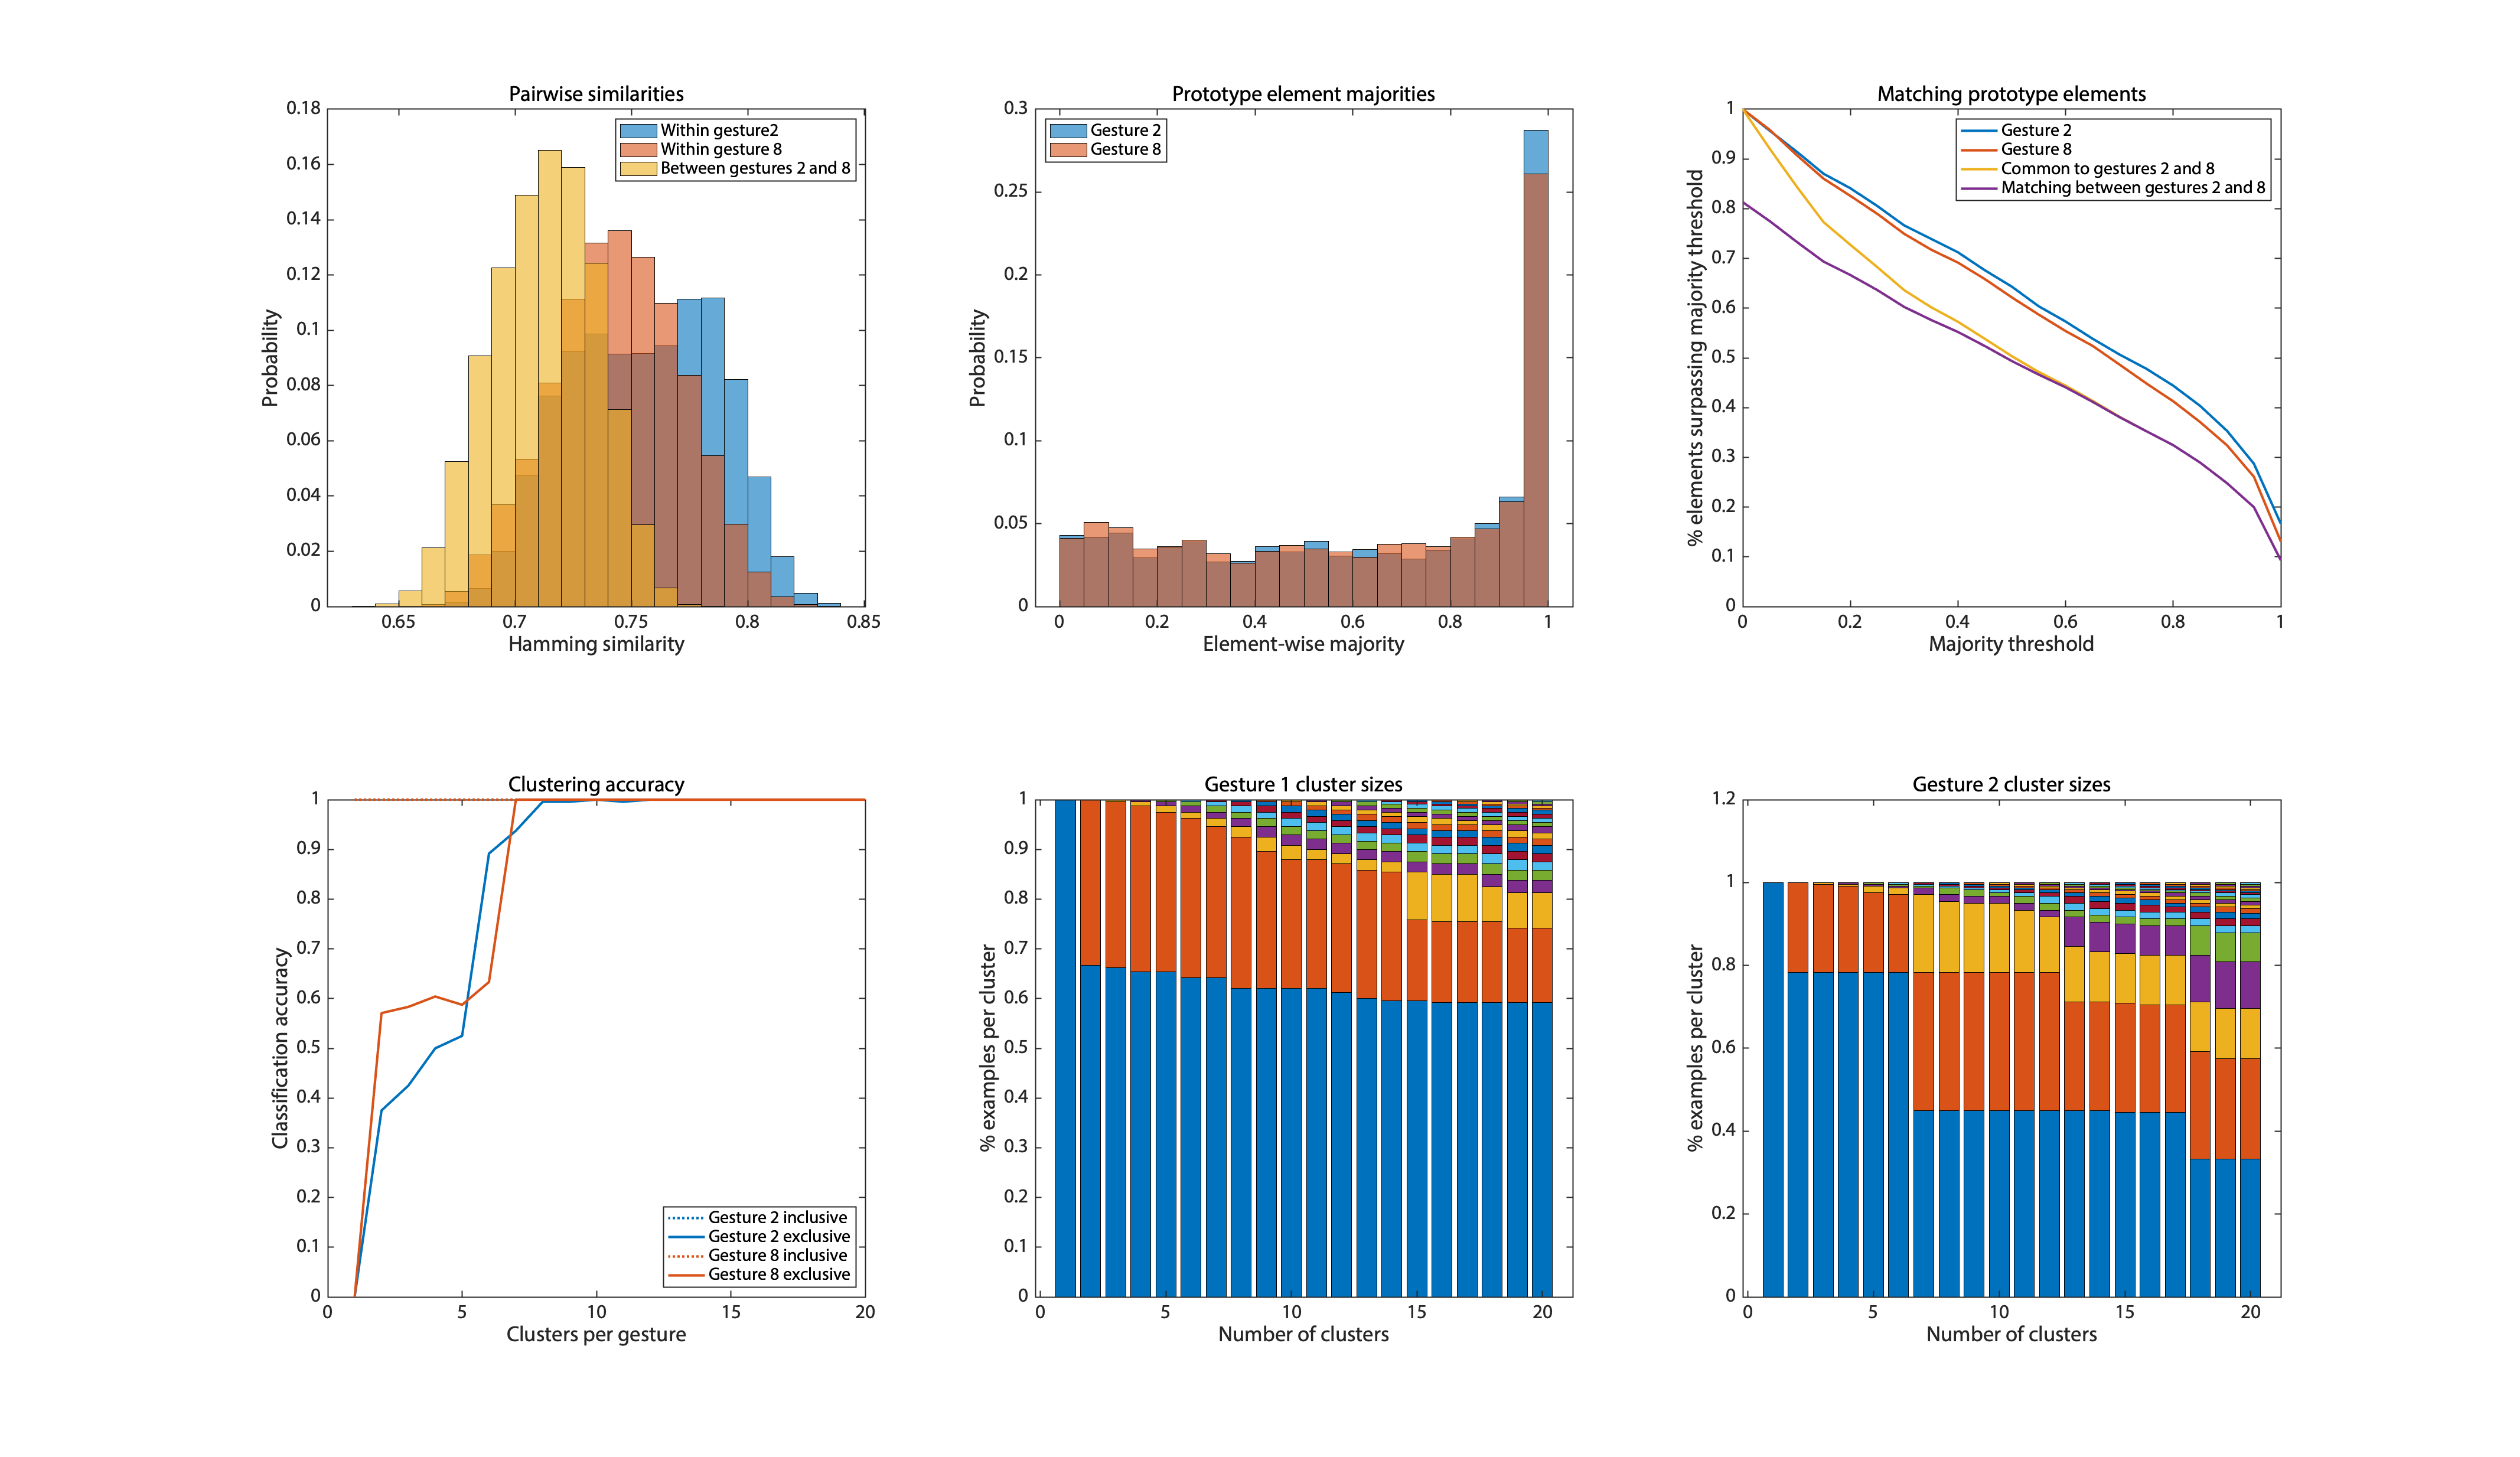 Pairwise similarities
0.18
0.16
0.14
0.12
0.1
0.08
0.06
0.04
0.02
0
Probability
Within gesture2
Within gesture 8
Between gestures 2 and 8
0.65
0.7
0.75
0.8
0.85
Hamming similarity
Prototype element majorities
0.3
0.25
0.2
0.15
0.1
0.05
0
Probability
Gesture 2
Gesture 8
0
0.2
0.4
0.6
0.8
1
Element-wise majority
Matching prototype elements
1
0.9
0.8
0.7
0.6
0.5
0.4
0.3
0.2
0.1
0
% elements surpassing majority threshold
Gesture 2
Gesture 8
Common to gestures 2 and 8
Matching between gestures 2 and 8
0
0.2
0.4
0.6
0.8
1
Majority threshold
Clustering accuracy
1
0.9
0.8
0.7
0.6
0.5
0.4
0.3
0.2
0.1
0
Classification accuracy
Gesture 2 inclusive
Gesture 2 exclusive
Gesture 8 inclusive
Gesture 8 exclusive
0
5
10
15
20
Clusters per gesture
Gesture 1 cluster sizes
1
0.9
0.8
0.7
0.6
0.5
0.4
0.3
0.2
0.1
0
% examples per cluster
0
5
10
15
20
Number of clusters
Gesture 2 cluster sizes
1.2
1
0.8
0.6
0.4
0.2
0
% examples per cluster
0
5
10
15
20
Number of clusters